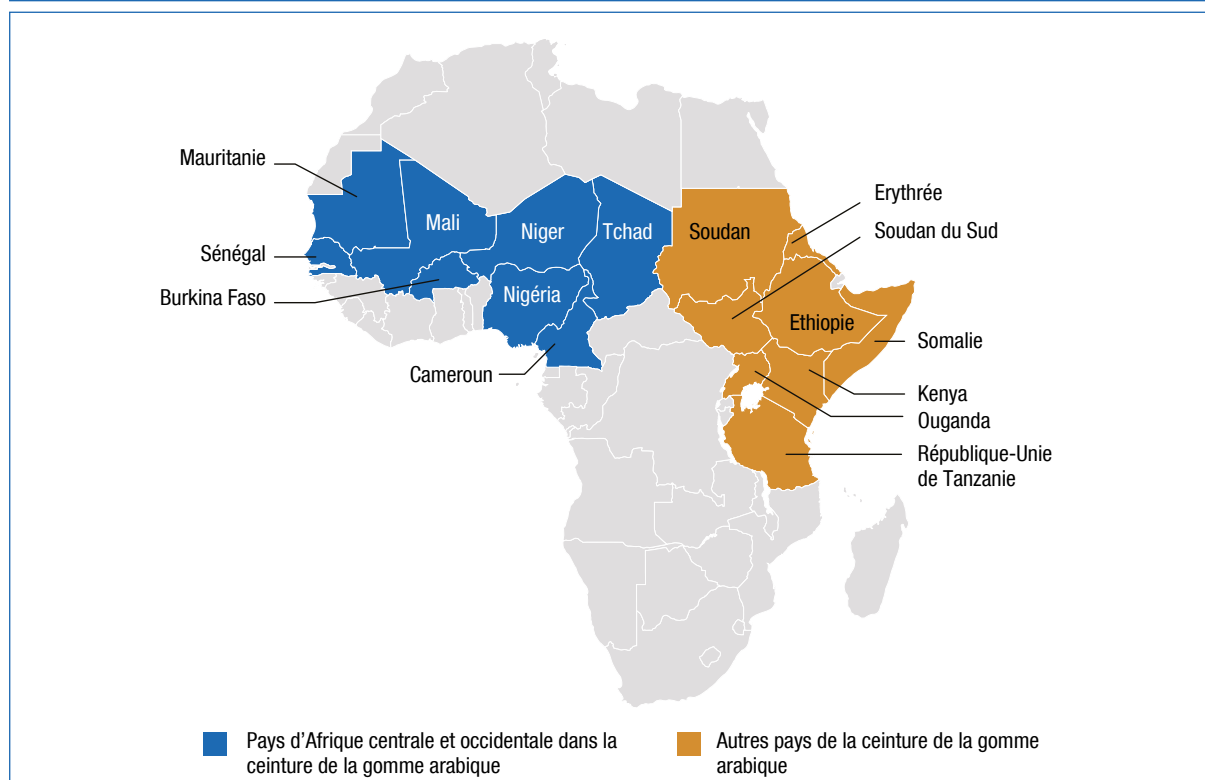 Mauritanie
Mali
Niger
Tchad
Soudan
Erythrée
Soudan du Sud
Sénégal
Burkina Faso
Nigéria
Ethiopie
Somalie
Cameroun
Kenya
Ouganda
République-Unie
de Tanzanie
Pays d’Afrique centrale et occidentale dans la
ceinture de la gomme arabique
Autres pays de la ceinture de la gomme
arabique